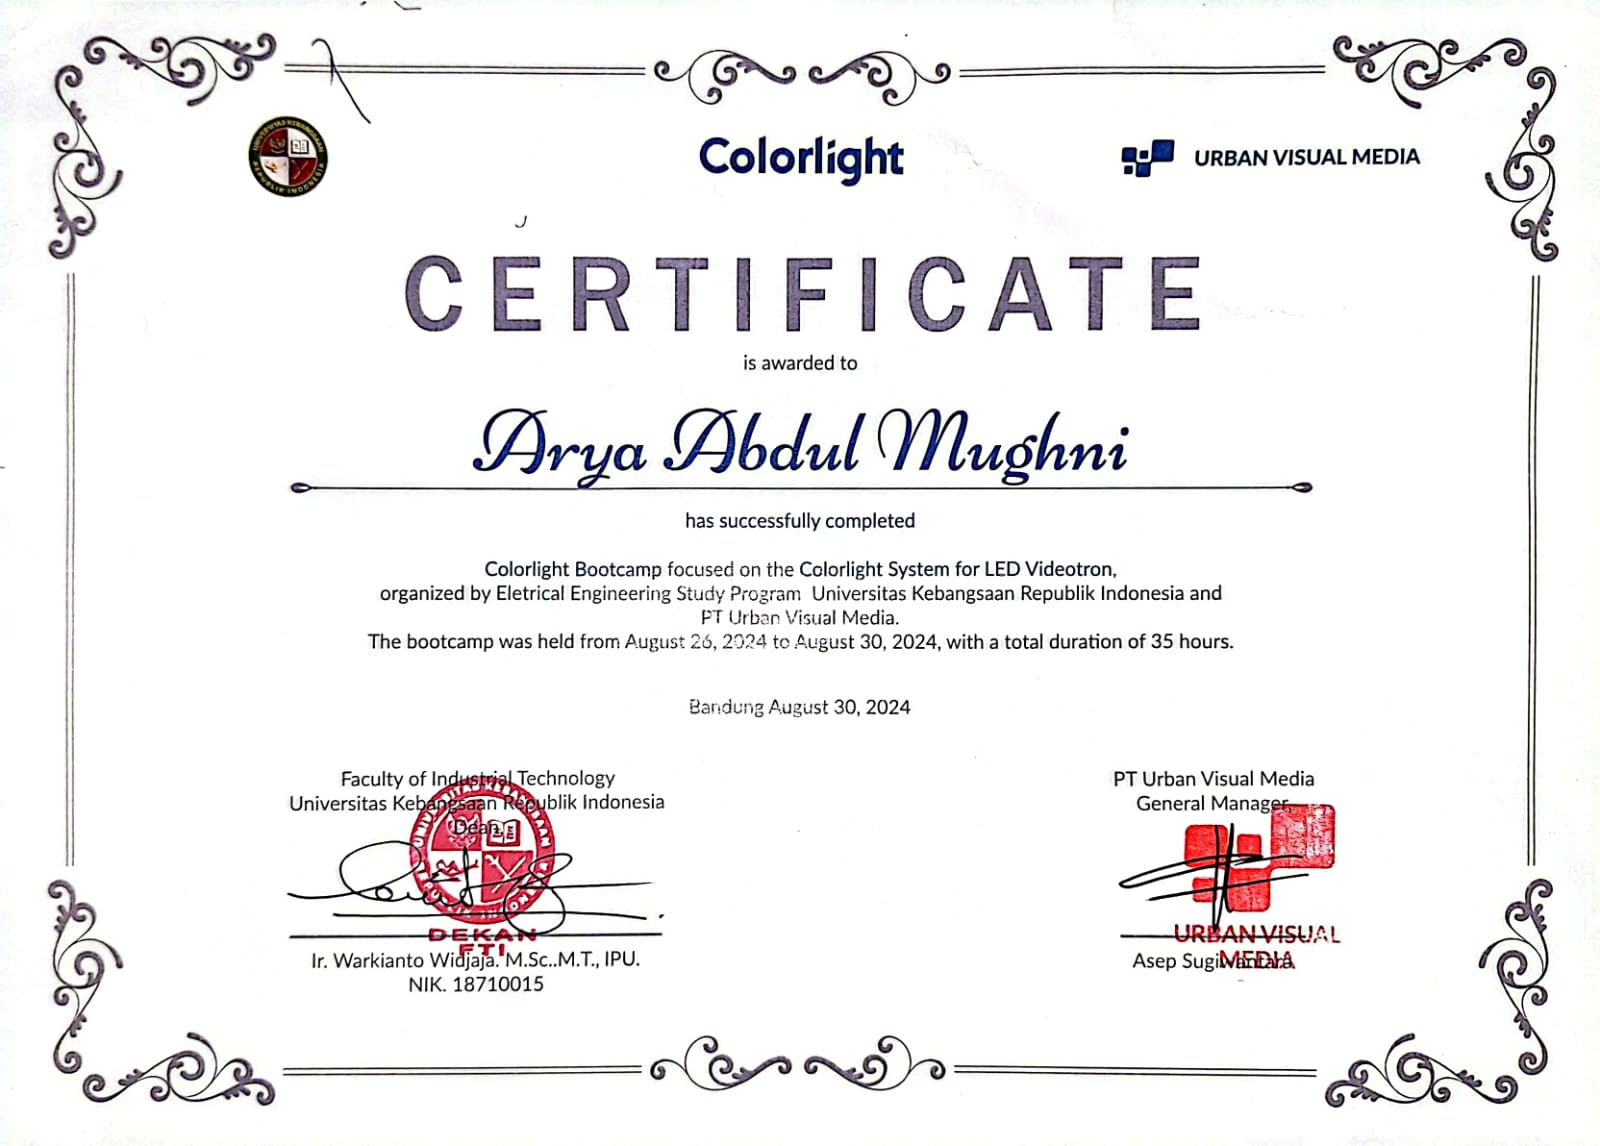 UNIVERSITAS KEBANGSAAN
REPUBLIK INDONESIA
Colorlight
URBAN VISUAL MEDIA
CERTIFICATE
is awarded to
Arya Abdul Mughni
has successfully completed
Colorlight Bootcamp focused on the Colorlight System for LED Videotron,
organized by Eletrical Engineering Study Program Universitas Kebangsaan Republik Indonesia and
PT Urban Visual Media.
The bootcamp was held from August 26, 2024 to August 30, 2024, with a total duration of 35 hours.
Bandung August 30, 2024
Faculty of Industrial Technology
Universitas Kebangsaan Republik Indonesia
Dean,
DEKAN
FTI
Ir. Warkianto Widjaja. M.Sc..M.T., IPU.
NIK. 18710015
PT Urban Visual Media
General Manager
URBAN VISUAL
MEDIA
Asep Sugiwantara